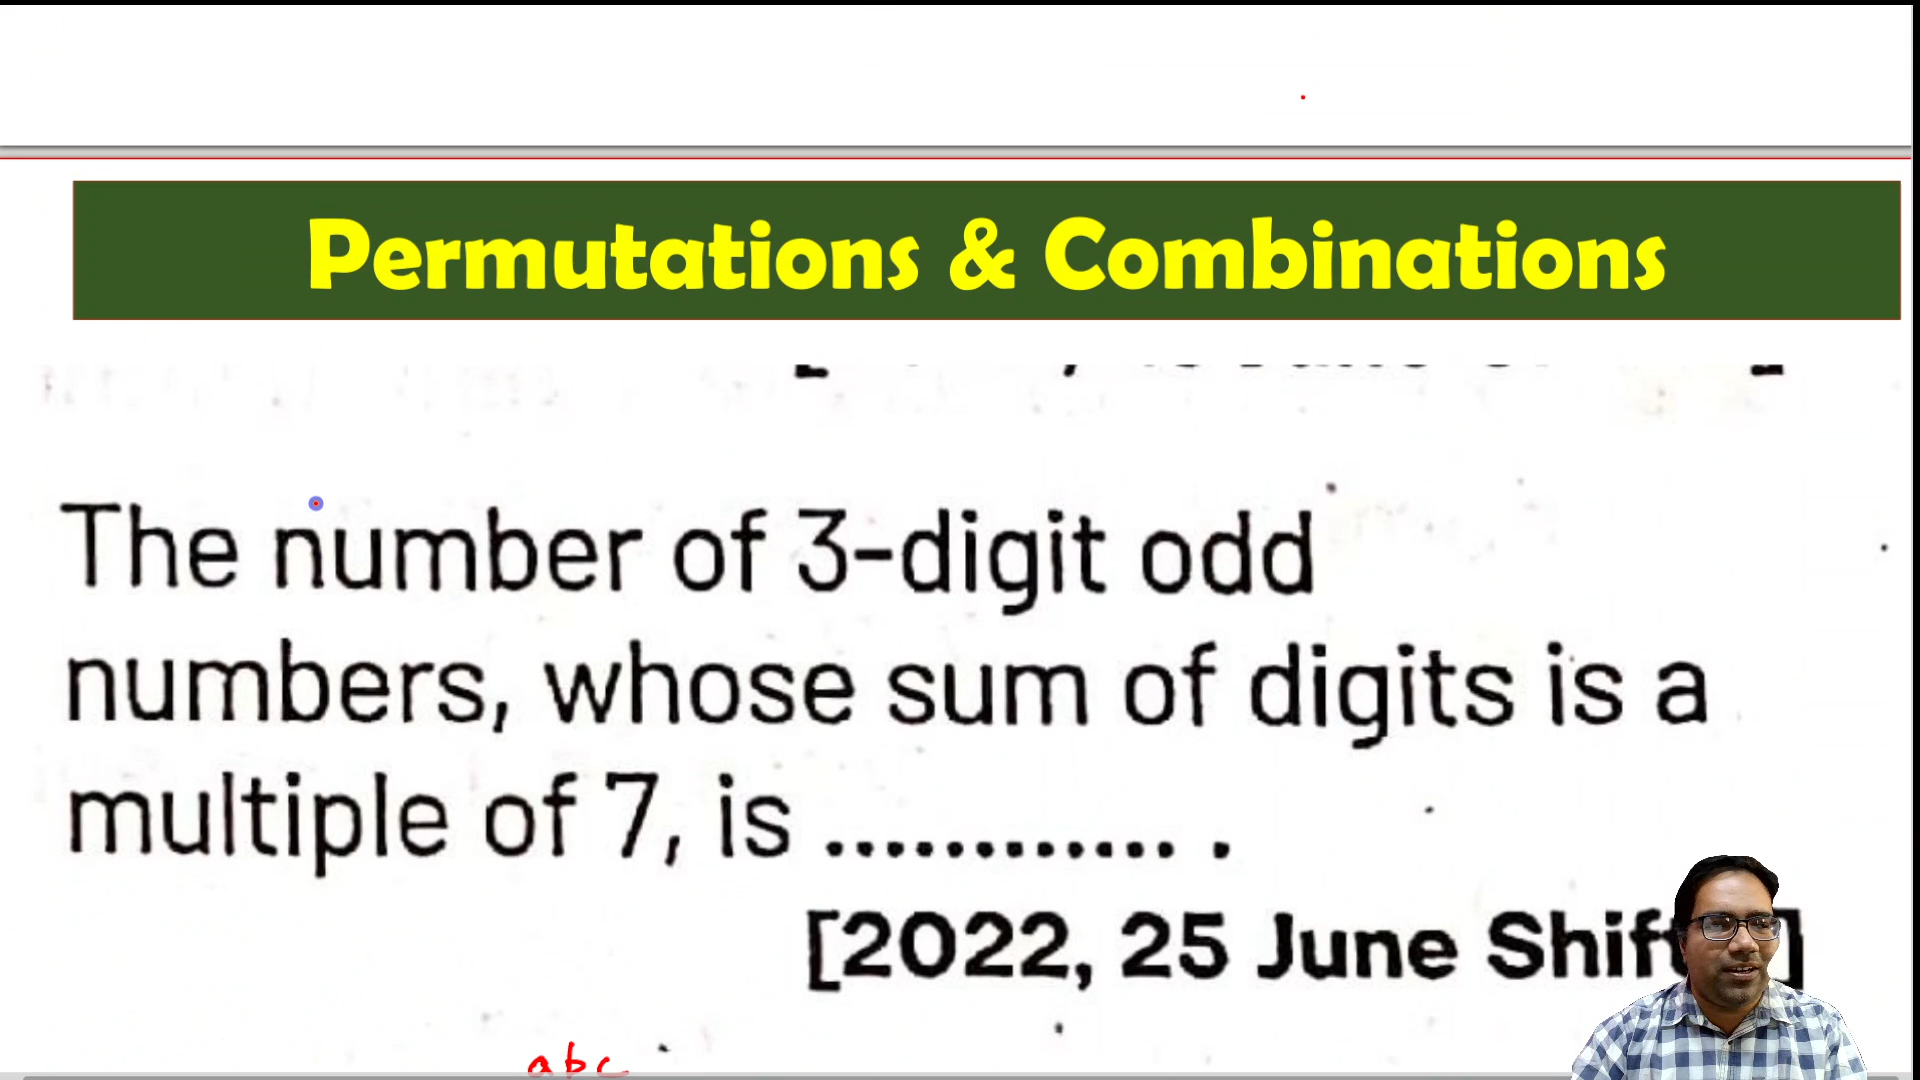 Permutations & Combinations
The number of 3-digit odd
numbers, whose sum of digits is a
multiple of 7, is ............ .
[2022, 25 June Shift ]
abc